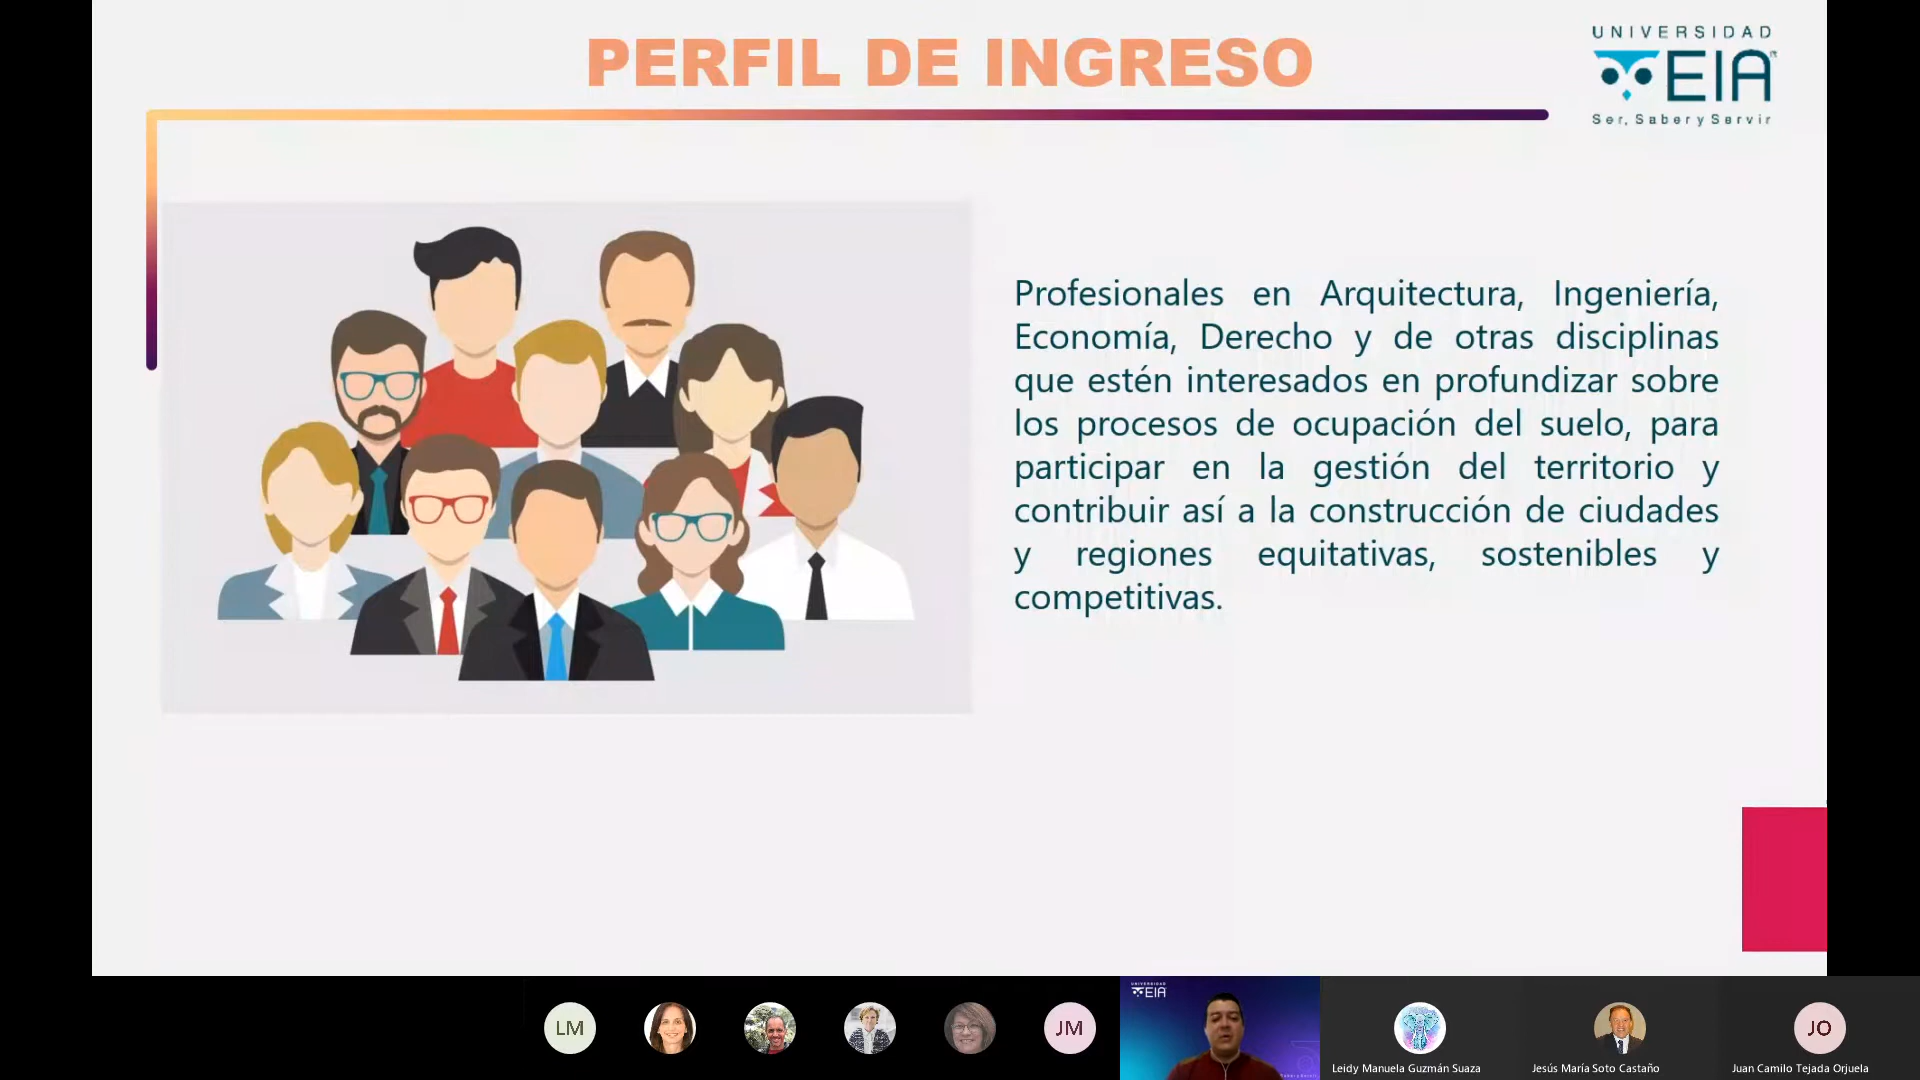 PERFIL DE INGRESO
UNIVERSIDAD
EIA
Ser, Saber y Servir
Profesionales en Arquitectura, Ingeniería,
Economía, Derecho y de otras disciplinas
que estén interesados en profundizar sobre
los procesos de ocupación del suelo, para
participar en la gestión del territorio y
contribuir así a la construcción de ciudades
y regiones equitativas, sostenibles y
competitivas.
LM
JM
UNIVERSIDAD
EIA
JO
Leidy Manuela Guzmán Suaza
Jesús María Soto Castaño
Juan Camilo Tejada Orjuela